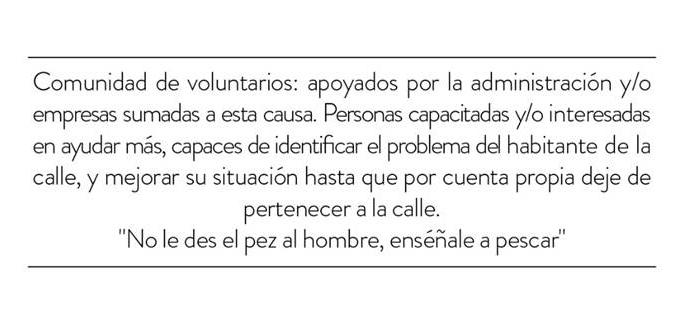 Comunidad de voluntarios: apoyados por la administración y/o
empresas sumadas a esta causa. Personas capacitadas y/o interesadas
en ayudar más, capaces de identificar el problema del habitante de la
calle, y mejorar su situación hasta que por cuenta propia deje de
pertenecer a la calle.
"No le des el pez al hombre, enséñale a pescar"